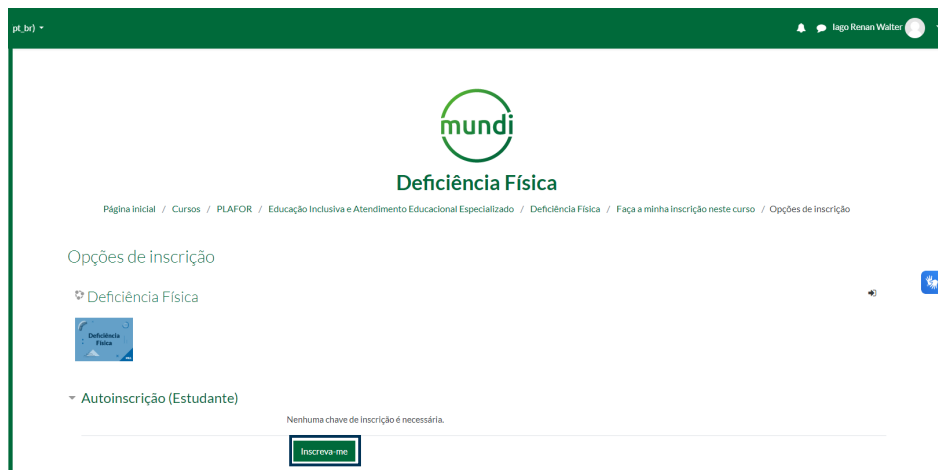 pt_br)
Iago Renan Walter
mundi
Deficiência Física
Página inicial / Cursos / PLAFOR / Educação Inclusiva e Atendimento Educacional Especializado / Deficiência Física / Faça a minha inscrição neste curso / Opções de inscrição
Opções de inscrição
Deficiência Física
Deficiência
Física
Autoinscrição (Estudante)
Nenhuma chave de inscrição é necessária.
Inscreva-me